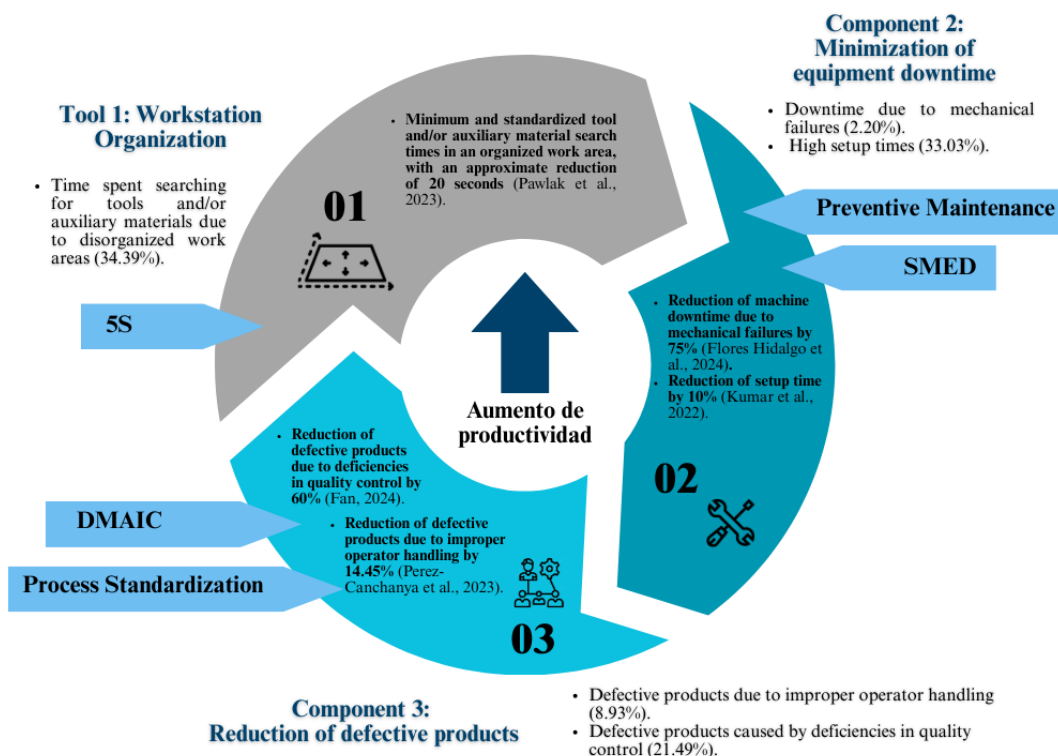 Tool 1: Workstation
Organization
• Time spent searching
for tools and/or
auxiliary materials due
to disorganized work
areas (34.39%).
5S
01
• Minimum and standardized tool
and/or auxiliary material search
times in an organized work area,
with an approximate reduction
of 20 seconds (Pawlak et al.,
2023).
Component 2:
Minimization of
equipment downtime
• Downtime due to mechanical
failures (2.20%).
• High setup times (33.03%).
Preventive Maintenance
SMED
• Reduction of machine
downtime due to
mechanical failures by
75% (Flores Hidalgo et
al., 2024).
• Reduction of setup time
by 10% (Kumar et al.,
2022).
02
Aumento de
productividad
• Reduction of
defective products
due to deficiencies
in quality control by
60% (Fan, 2024).
• Reduction of defective
products due to improper
operator handling by
14.45% (Perez-
Canchanya et al., 2023).
DMAIC
Process Standardization
03
Component 3:
Reduction of defective
products
• Defective products due to improper operator handling
(8.93%).
• Defective products caused by deficiencies in quality
control (21.49%).